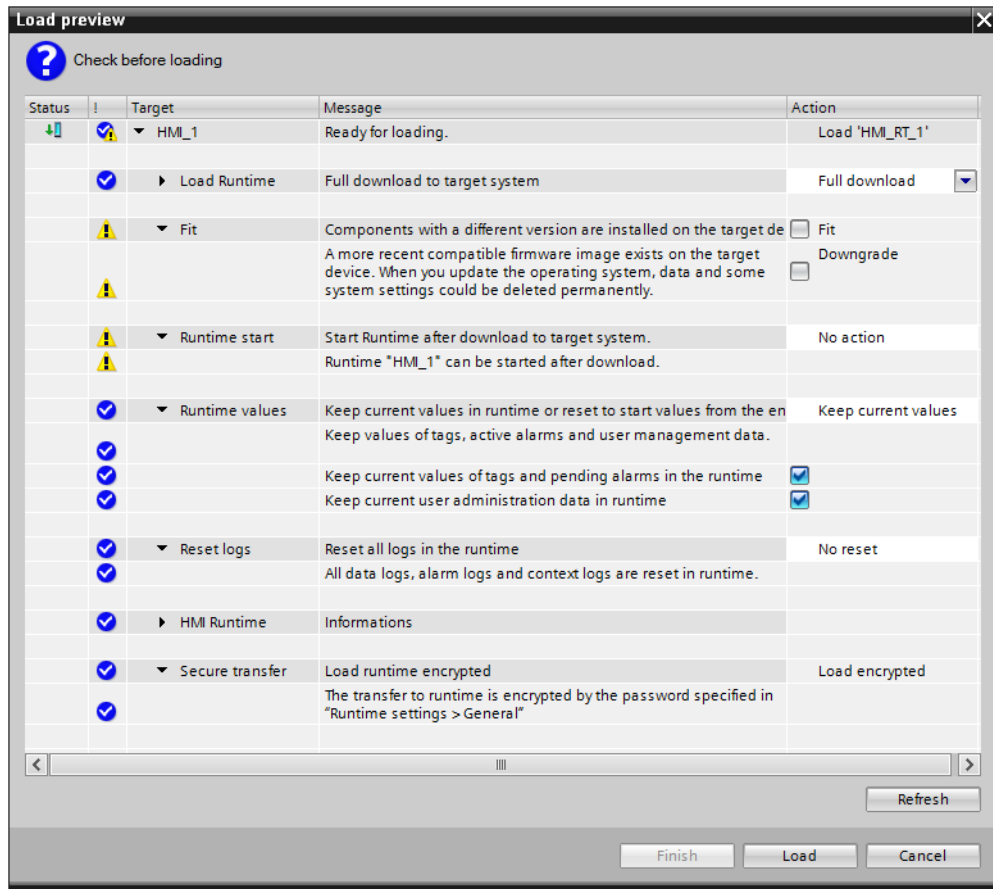 Load preview
Check before loading
Status ! Target Message Action
HMI_1 Ready for loading. Load 'HMI_RT_1'
Load Runtime Full download to target system Full download
Fit Components with a different version are installed on the target de Fit
A more recent compatible firmware image exists on the target Downgrade
device. When you update the operating system, data and some
system settings could be deleted permanently.
Runtime start Start Runtime after download to target system. No action
Runtime "HMI_1" can be started after download.
Runtime values Keep current values in runtime or reset to start values from the en Keep current values
Keep values of tags, active alarms and user management data.
Keep current values of tags and pending alarms in the runtime
Keep current user administration data in runtime
Reset logs Reset all logs in the runtime No reset
All data logs, alarm logs and context logs are reset in runtime.
HMI Runtime Informations
Secure transfer Load runtime encrypted Load encrypted
The transfer to runtime is encrypted by the password specified in
“Runtime settings > General”
Refresh
Finish Load Cancel